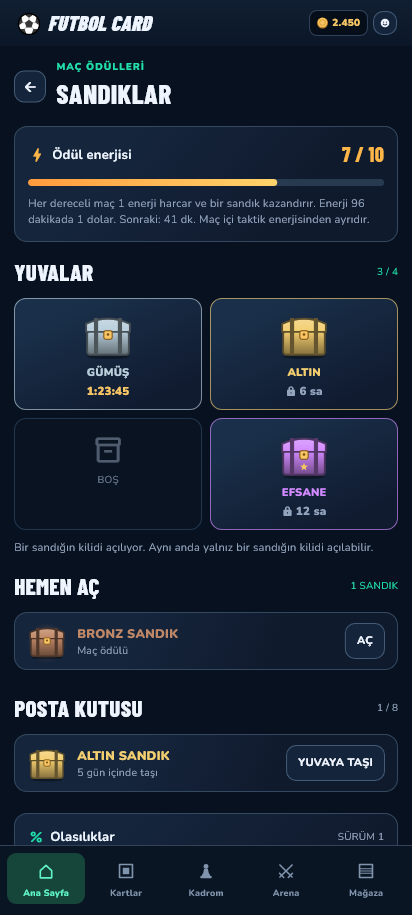 FUTBOL CARD
2.450
MAÇ ÖDÜLLERİ
SANDIKLAR
Ödül enerjisi
7 / 10
Her dereceli maç 1 enerji harcar ve bir sandık kazandırır. Enerji 96
dakikada 1 dolar. Sonraki: 41 dk. Maç içi taktik enerjisinden ayrıdır.
YUVALAR
3 / 4
GÜMÜŞ
1:23:45
ALTIN
6 sa
BOŞ
EFSANE
12 sa
Bir sandığın kilidi açılıyor. Aynı anda yalnız bir sandığın kilidi açılabilir.
HEMEN AÇ
1 SANDIK
BRONZ SANDIK
Maç ödülü
AÇ
POSTA KUTUSU
1 / 8
ALTIN SANDIK
5 gün içinde taşı
YUVAYA TAŞI
Olasılıklar
SÜRÜM 1
Ana Sayfa
Kartlar
Kadrom
Arena
Mağaza